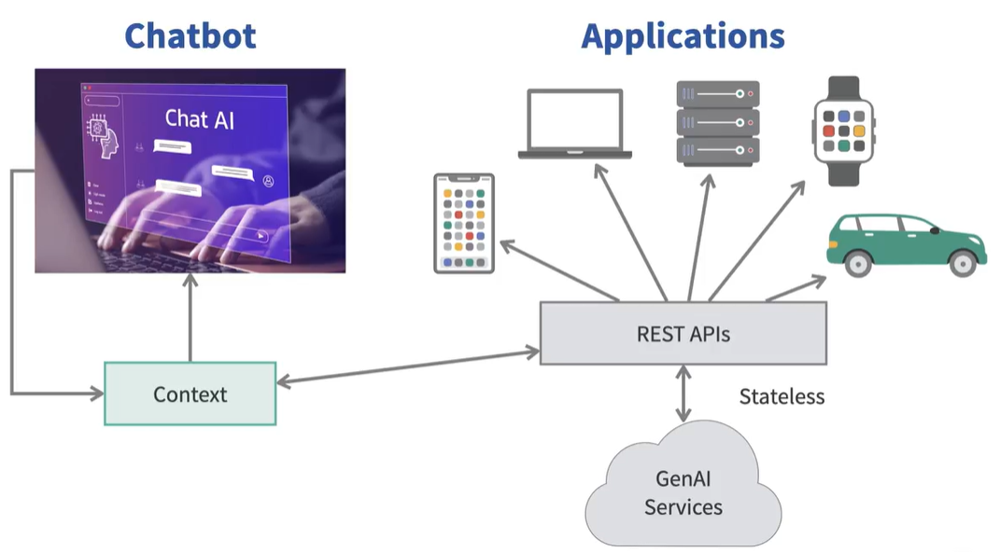 Chatbot
Applications
Chat AI
REST APIs
Context
Stateless
GenAI
Services